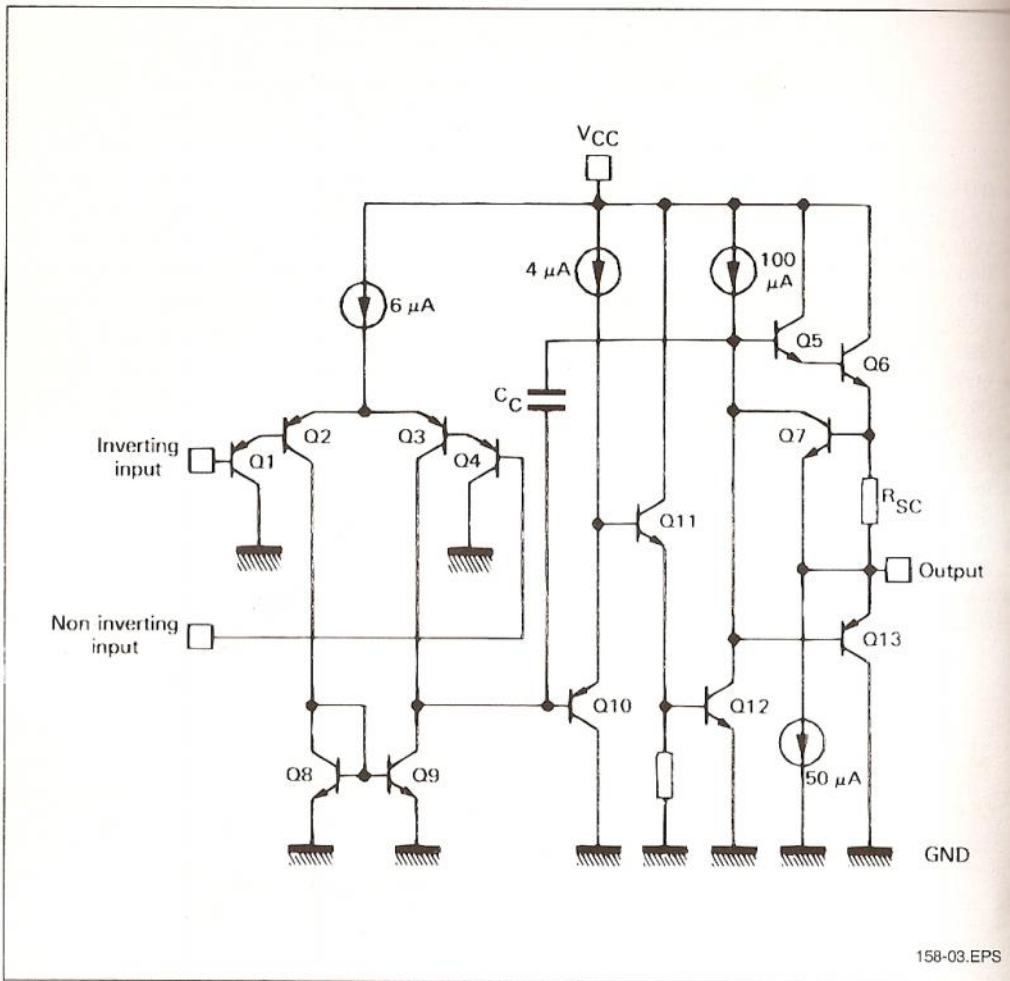 VCC
6 μA
4 μA
100
μA
Q5
Q6
CC
Q7
Inverting
input
Q1
Q2
Q3
Q4
RSC
Q11
Output
Non inverting
input
Q10
Q12
Q13
Q8
Q9
50 μA
GND
158-03.EPS